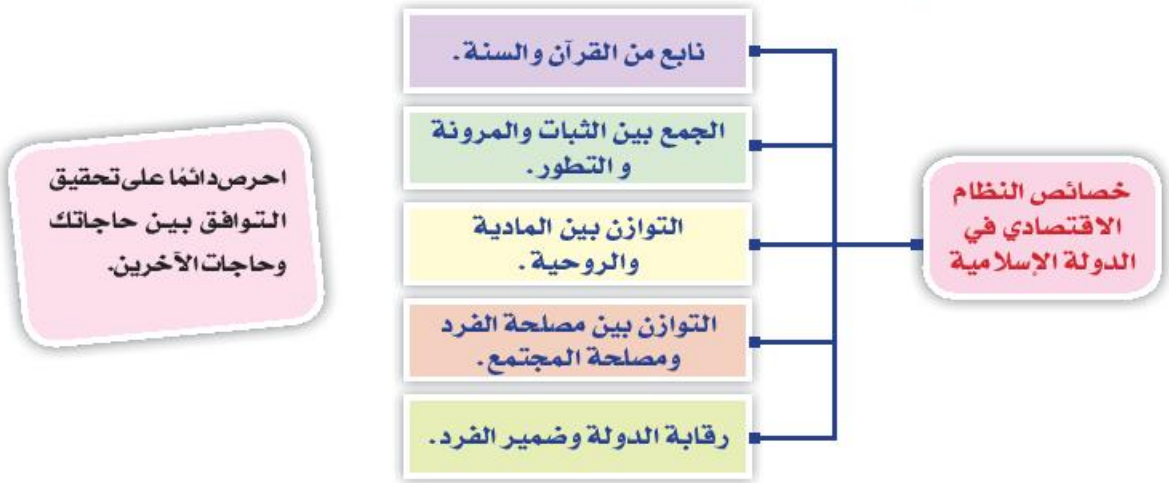 خصائص النظام
الاقتصادي في
الدولة الإسلامية
نابع من القرآن والسنة.
الجمع بين الثبات والمرونة
والتطور.
التوازن بين المادية
والروحية.
التوازن بين مصلحة الفرد
ومصلحة المجتمع.
رقابة الدولة وضمير الفرد.
احرص دائمًا على تحقيق
التوافق بين حاجاتك
وحاجات الآخرين.